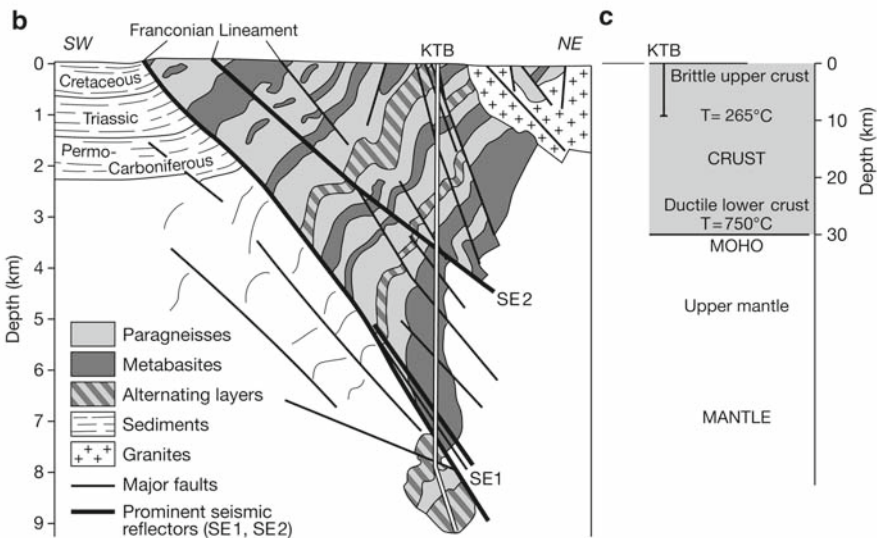 b
Franconian Lineament
SW
KTB
NE
0
Cretaceous
1
Triassic
Permo-
Carboniferous
2
3
4
5
6
7
8
9
Depth (km)
SE2
SE1
Paragneisses
Metabasites
Alternating layers
Sediments
Granites
Major faults
Prominent seismic
reflectors (SE1, SE2)
c
KTB
0
Brittle upper crust
T= 265°C
10
CRUST
20
Ductile lower crust
T=750°C
30
MOHO
Depth (km)
Upper mantle
MANTLE